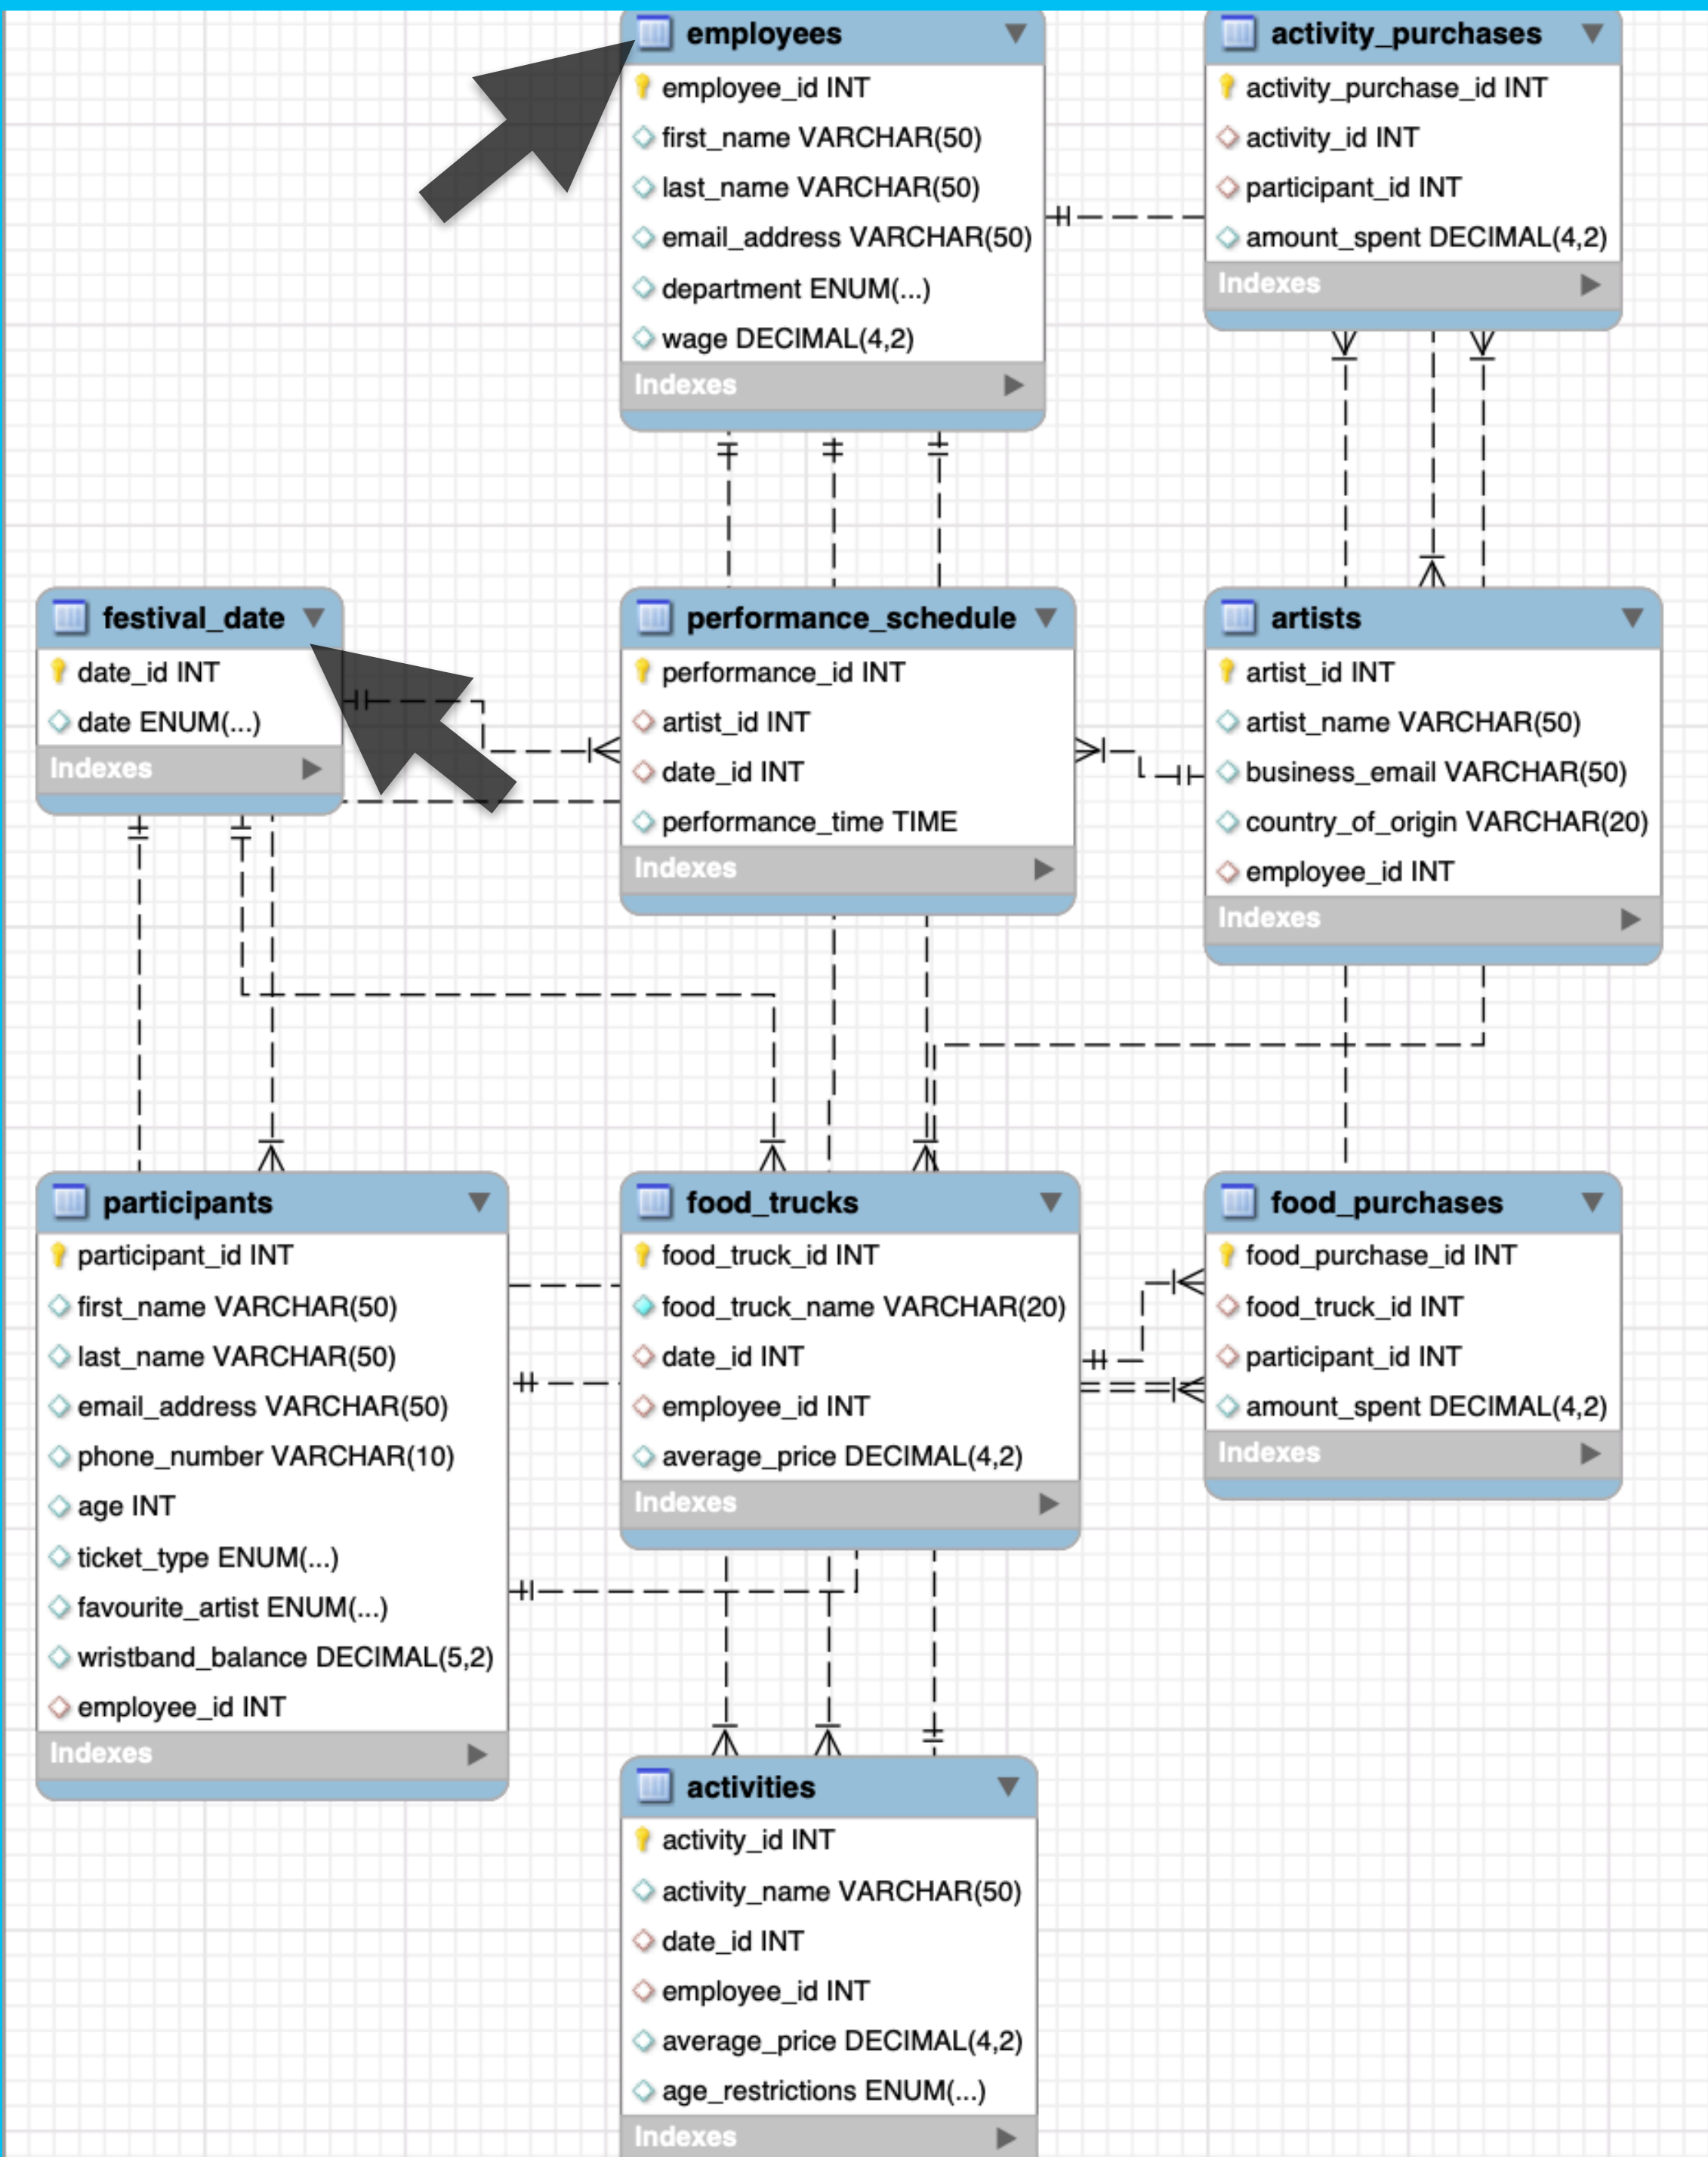 employees
employee_id INT
first_name VARCHAR(50)
last_name VARCHAR(50)
email_address VARCHAR(50)
department ENUM(...)
wage DECIMAL(4,2)
Indexes
activity_purchases
activity_purchase_id INT
activity_id INT
participant_id INT
amount_spent DECIMAL(4,2)
Indexes
festival_date
date_id INT
date ENUM(...)
Indexes
performance_schedule
performance_id INT
artist_id INT
date_id INT
performance_time TIME
Indexes
artists
artist_id INT
artist_name VARCHAR(50)
business_email VARCHAR(50)
country_of_origin VARCHAR(20)
employee_id INT
Indexes
participants
participant_id INT
first_name VARCHAR(50)
last_name VARCHAR(50)
email_address VARCHAR(50)
phone_number VARCHAR(10)
age INT
ticket_type ENUM(...)
favourite_artist ENUM(...)
wristband_balance DECIMAL(5,2)
employee_id INT
Indexes
food_trucks
food_truck_id INT
food_truck_name VARCHAR(20)
date_id INT
employee_id INT
average_price DECIMAL(4,2)
Indexes
food_purchases
food_purchase_id INT
food_truck_id INT
participant_id INT
amount_spent DECIMAL(4,2)
Indexes
activities
activity_id INT
activity_name VARCHAR(50)
date_id INT
employee_id INT
average_price DECIMAL(4,2)
age_restrictions ENUM(...)
Indexes